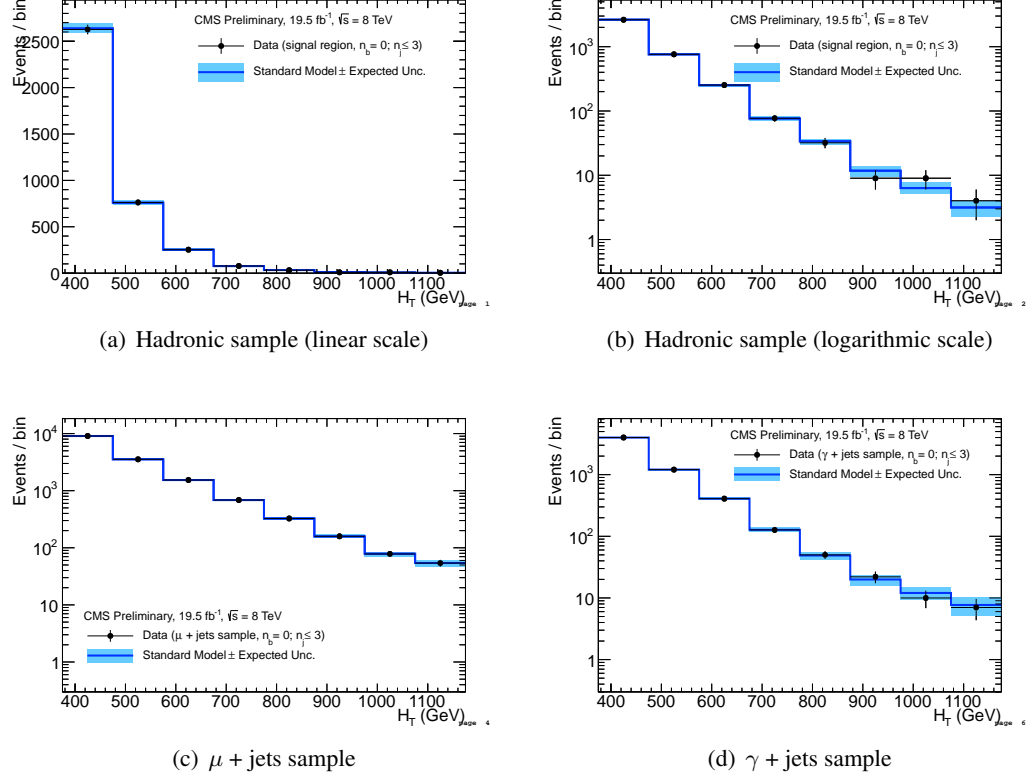 CMS Preliminary, 19.5 fb⁻¹, √s = 8 TeV
Data (signal region, n_b = 0; n_j ≤ 3)
Standard Model ± Expected Unc.
Events / bin
2500
2000
1500
1000
500
0
400 500 600 700 800 900 1000 1100
H_T (GeV)
page 1
(a) Hadronic sample (linear scale)
CMS Preliminary, 19.5 fb⁻¹, √s = 8 TeV
Data (signal region, n_b = 0; n_j ≤ 3)
Standard Model ± Expected Unc.
Events / bin
10³
10²
10
1
400 500 600 700 800 900 1000 1100
H_T (GeV)
page 2
(b) Hadronic sample (logarithmic scale)
Events / bin
10⁴
10³
10²
10
1
CMS Preliminary, 19.5 fb⁻¹, √s = 8 TeV
Data (μ + jets sample, n_b = 0; n_j ≤ 3)
Standard Model ± Expected Unc.
400 500 600 700 800 900 1000 1100
H_T (GeV)
page 4
(c) μ + jets sample
CMS Preliminary, 19.5 fb⁻¹, √s = 8 TeV
Data (γ + jets sample, n_b = 0; n_j ≤ 3)
Standard Model ± Expected Unc.
Events / bin
10³
10²
10
1
400 500 600 700 800 900 1000 1100
H_T (GeV)
page 6
(d) γ + jets sample